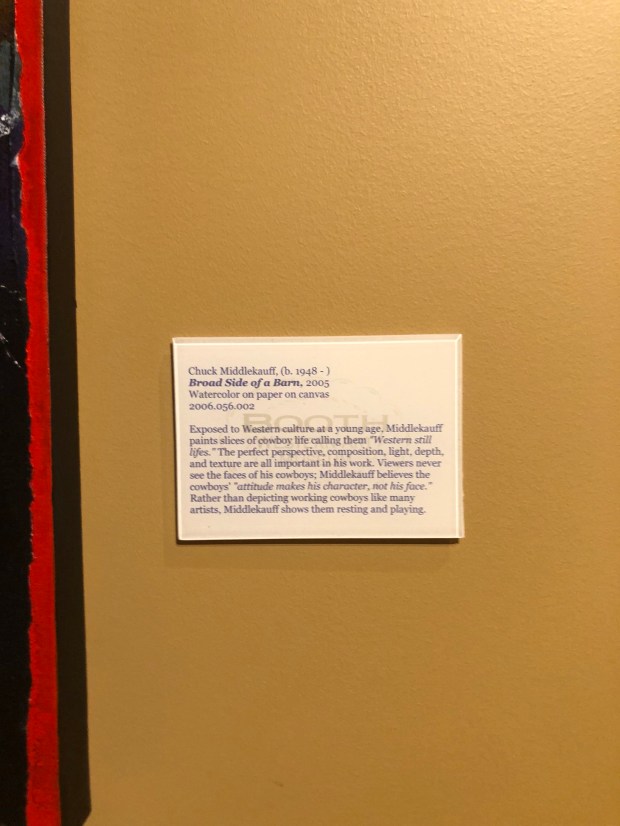 Chuck Middlekauff, (b. 1948 - )
Broad Side of a Barn, 2005
Watercolor on paper on canvas
2006.056.002
BOOTH
Exposed to Western culture at a young age, Middlekauff
paints slices of cowboy life calling them "Western still
lifes." The perfect perspective, composition, light, depth,
and texture are all important in his work. Viewers never
see the faces of his cowboys; Middlekauff believes the
cowboys' "attitude makes his character, not his face."
Rather than depicting working cowboys like many
artists, Middlekauff shows them resting and playing.